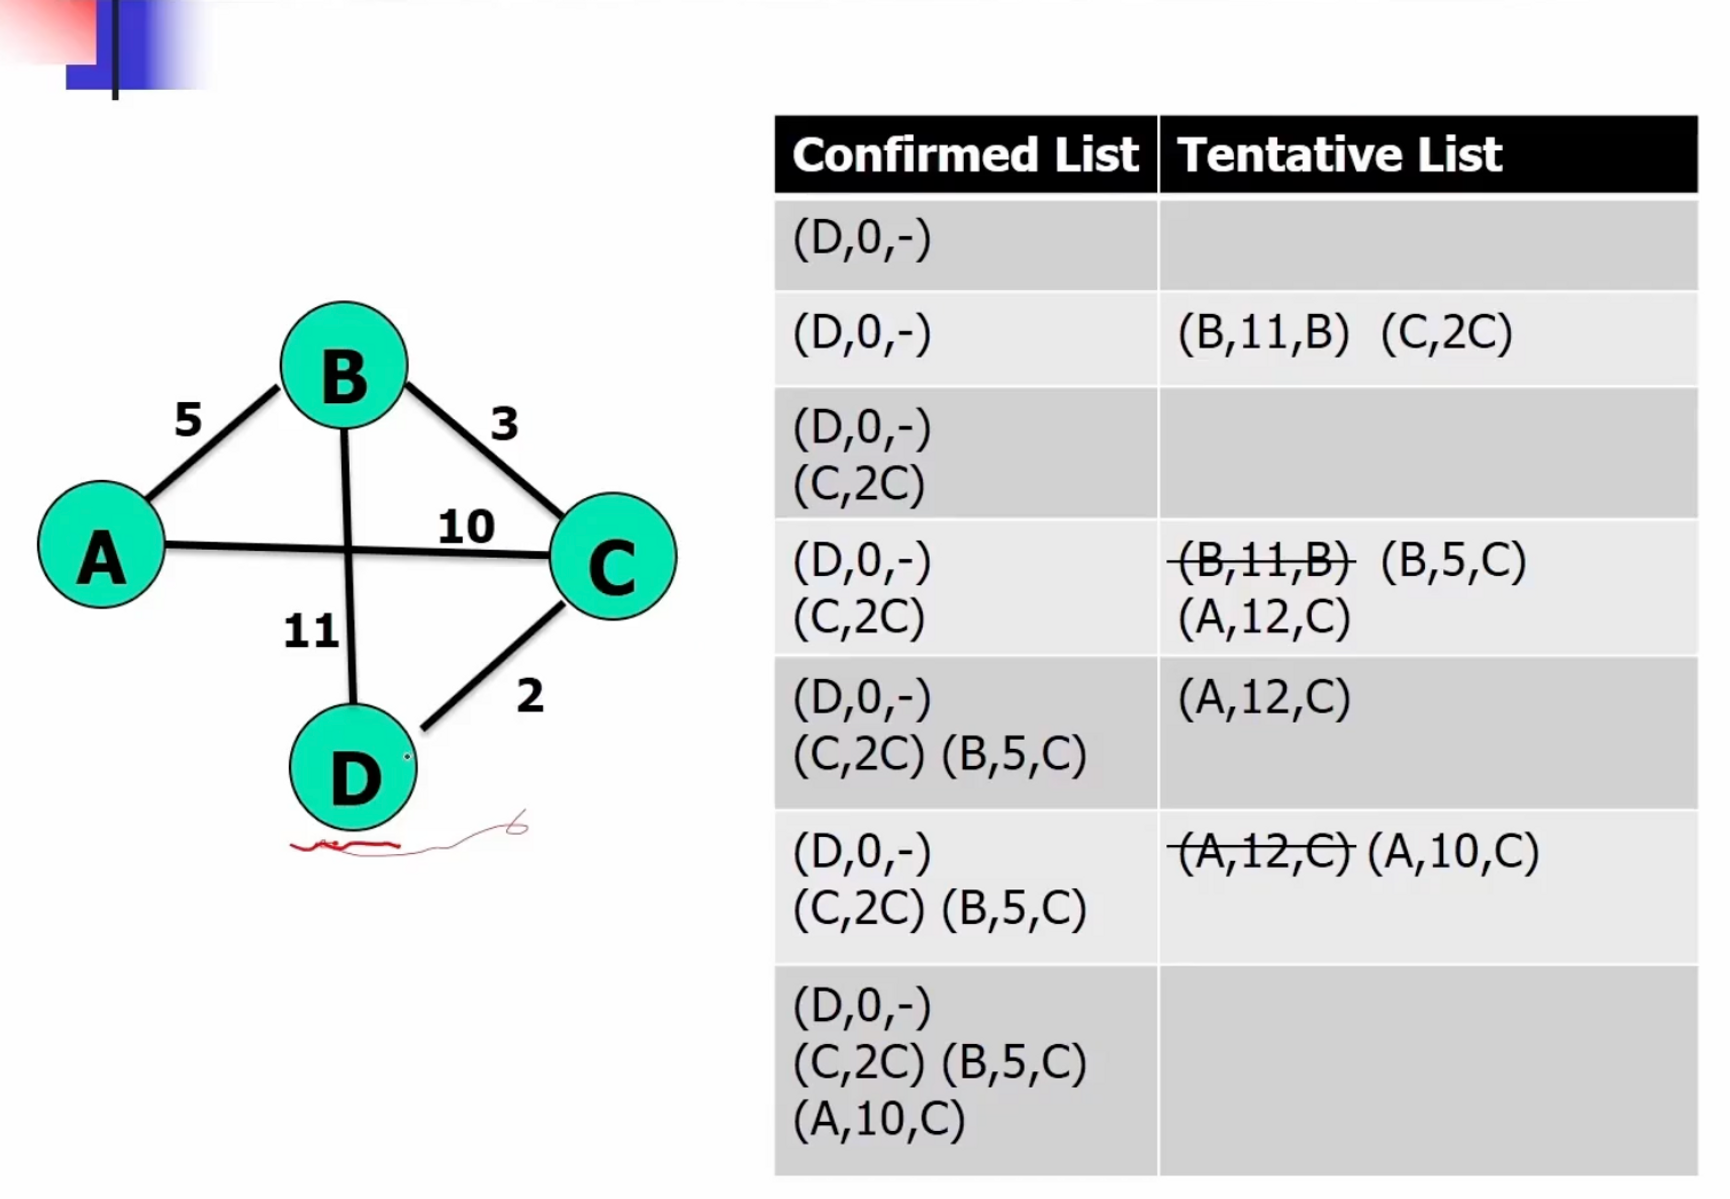 B
5
3
A
10
C
11
2
D
Confirmed List Tentative List
(D,0,-)
(D,0,-) (B,11,B) (C,2C)
(D,0,-)
(C,2C)
(D,0,-) (B,11,B) (B,5,C)
(C,2C) (A,12,C)
(D,0,-) (A,12,C)
(C,2C) (B,5,C)
(D,0,-) (A,12,C) (A,10,C)
(C,2C) (B,5,C)
(D,0,-)
(C,2C) (B,5,C)
(A,10,C)